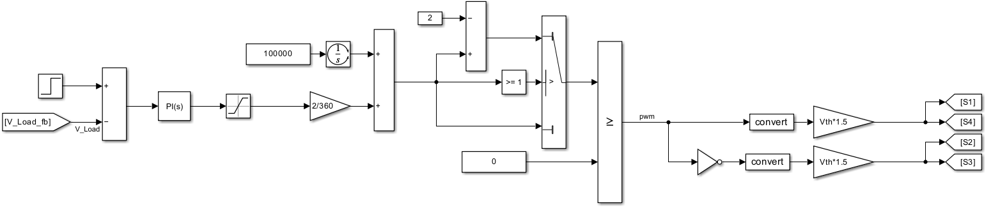 2
−
+
100000
1
s
+
+
[V_Load_fb]
V_Load
+
−
PI(s)
2/360
>= 1
>
0
≥
pwm
convert
Vth*1.5
[S1]
[S4]
convert
Vth*1.5
[S2]
[S3]